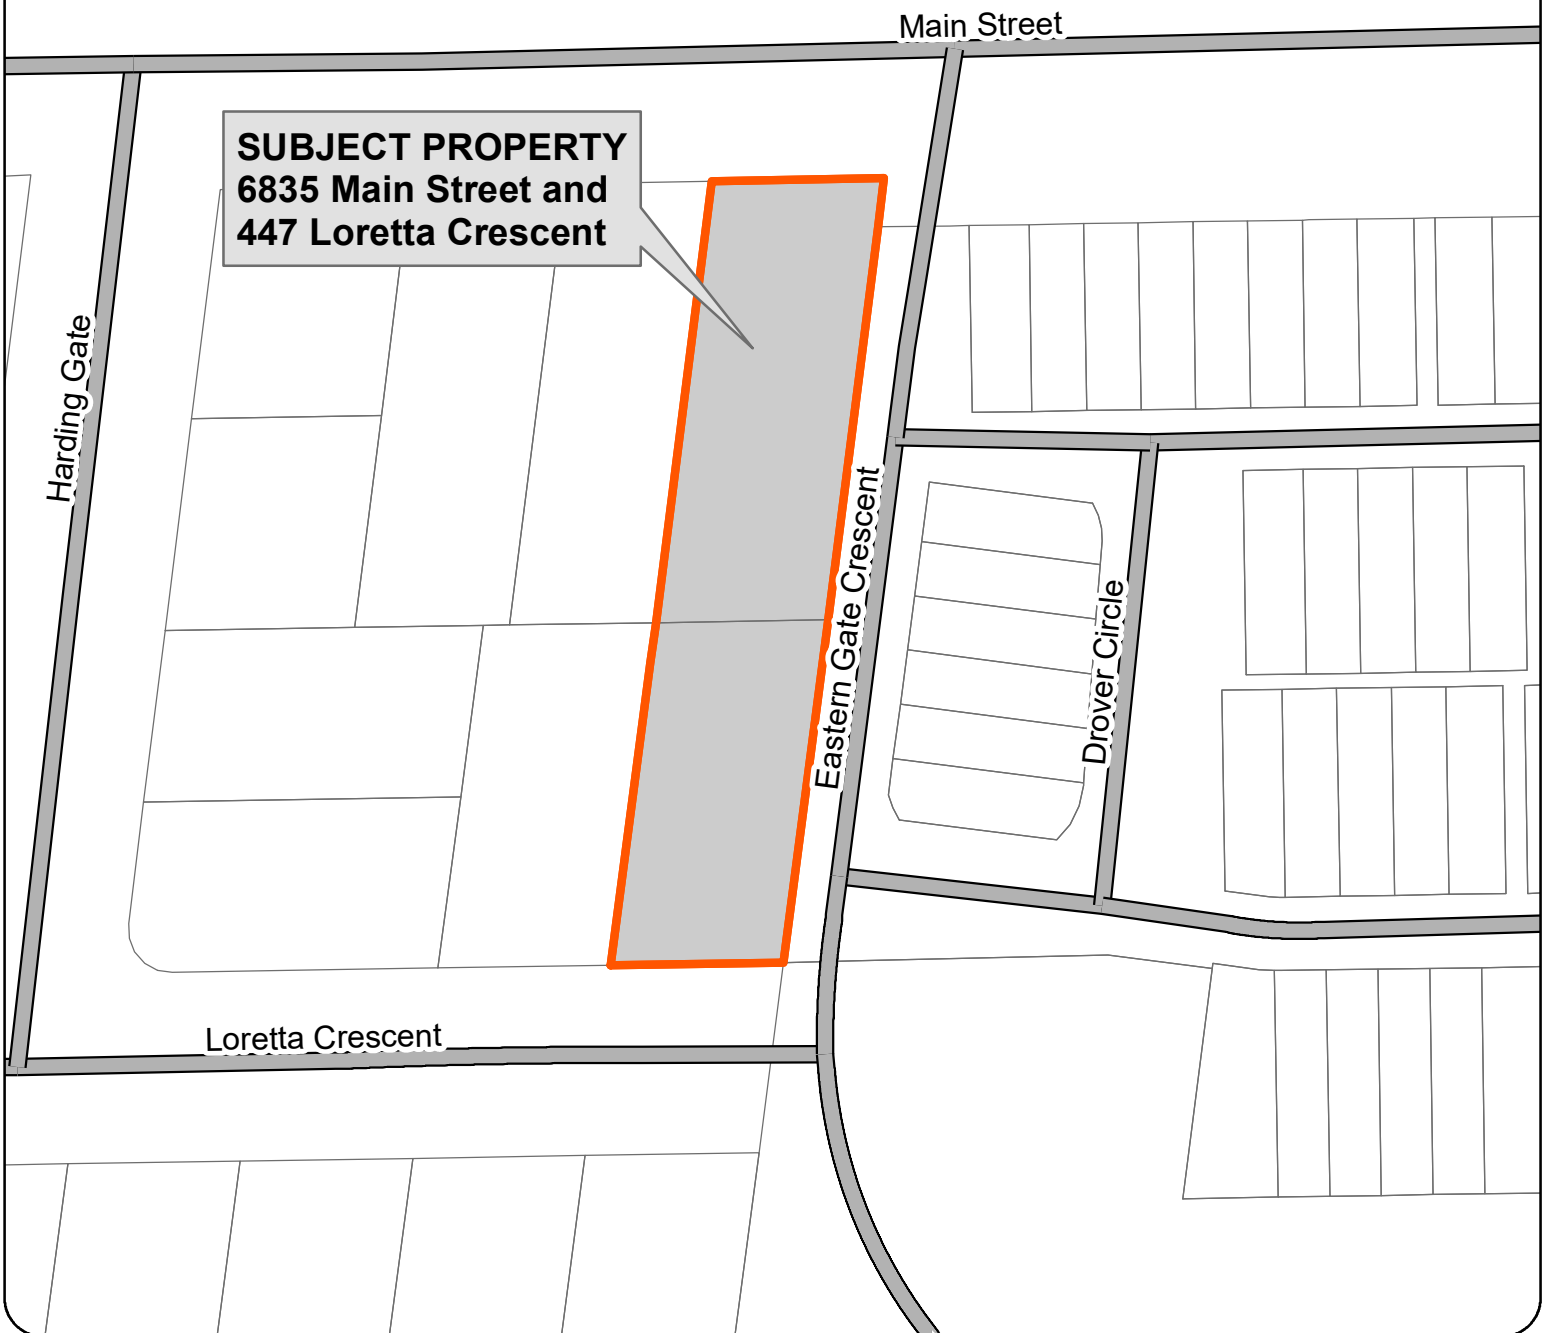 Main Street
SUBJECT PROPERTY
6835 Main Street and
447 Loretta Crescent
Harding Gate
Eastern Gate Crescent
Drover Circle
Loretta Crescent